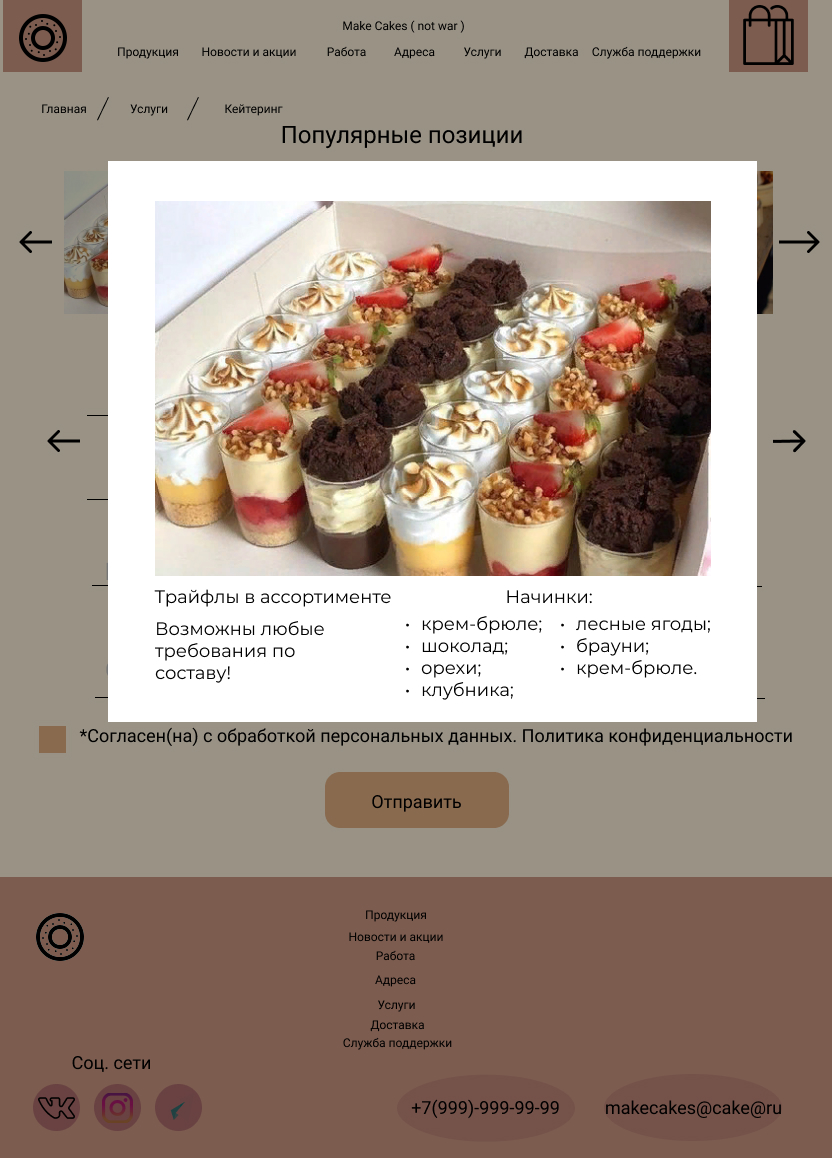 Make Cakes ( not war )
Продукция Новости и акции Работа Адреса Услуги Доставка Служба поддержки
Главная / Услуги / Кейтеринг
Популярные позиции
Трайфлы в ассортименте
Возможны любые
требования по
составу!
Начинки:
• крем-брюле;
• шоколад;
• орехи;
• клубника;
• лесные ягоды;
• брауни;
• крем-брюле.
*Согласен(на) с обработкой персональных данных. Политика конфиденциальности
Отправить
Продукция
Новости и акции
Работа
Адреса
Услуги
Доставка
Служба поддержки
Соц. сети
+7(999)-999-99-99
makecakes@cake@ru